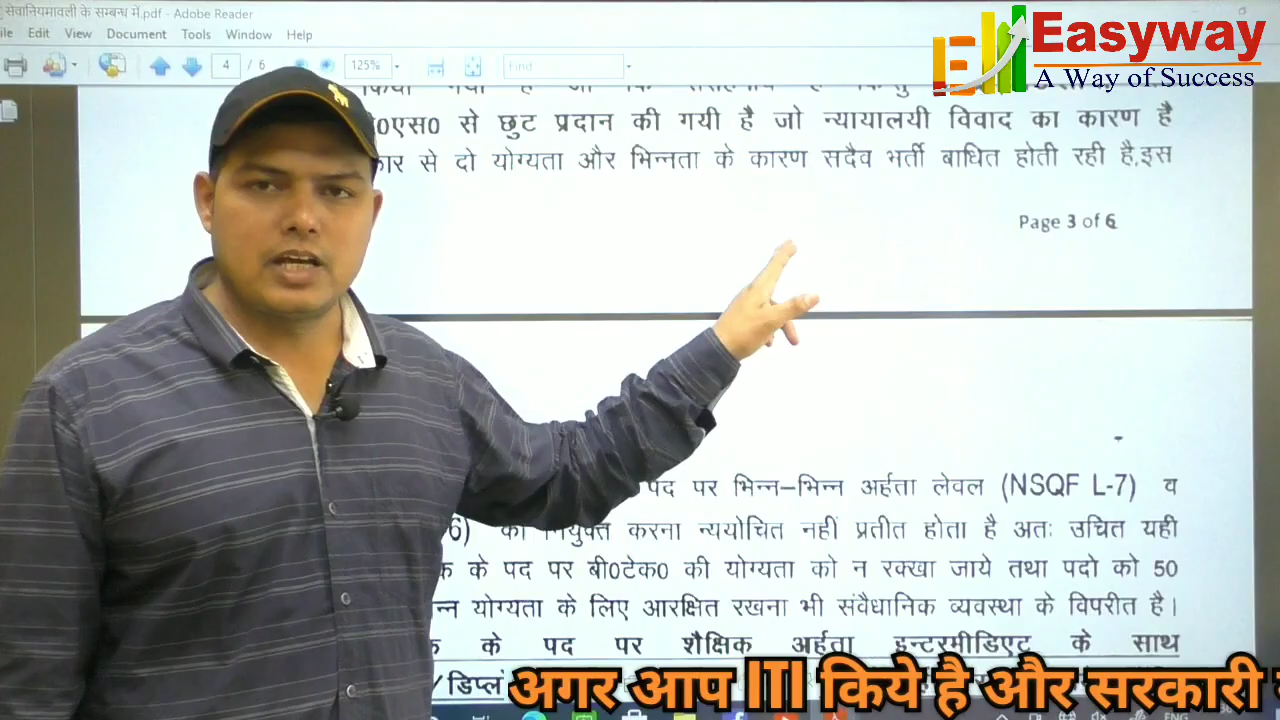 सेवानियमावली के सम्बन्ध में.pdf - Adobe Reader
Edit View Document Tools Window Help
4 / 6 125% Find
Easyway
A Way of Success
से छुट प्रदान की गयी है जो न्यायालयी विवाद का कारण है
से दो योग्यता और भिन्नता के कारण सदैव भर्ती बाधित होती रही है,इस
Page 3 of 6
पद पर भिन्न–भिन्न अर्हता लेवल (NSQF L-7) व
नियुक्त करना न्ययोचित नहीं प्रतीत होता है अतः उचित यही
के पद पर बी0टेक0 की योग्यता को न रक्खा जाये तथा पदो को 50
योग्यता के लिए आरक्षित रखना भी संवैधानिक व्यवस्था के विपरीत है।
के पद पर शैक्षिक अर्हता इन्टरमीडिएट के साथ
अगर आप ITI किये है और सरकारी